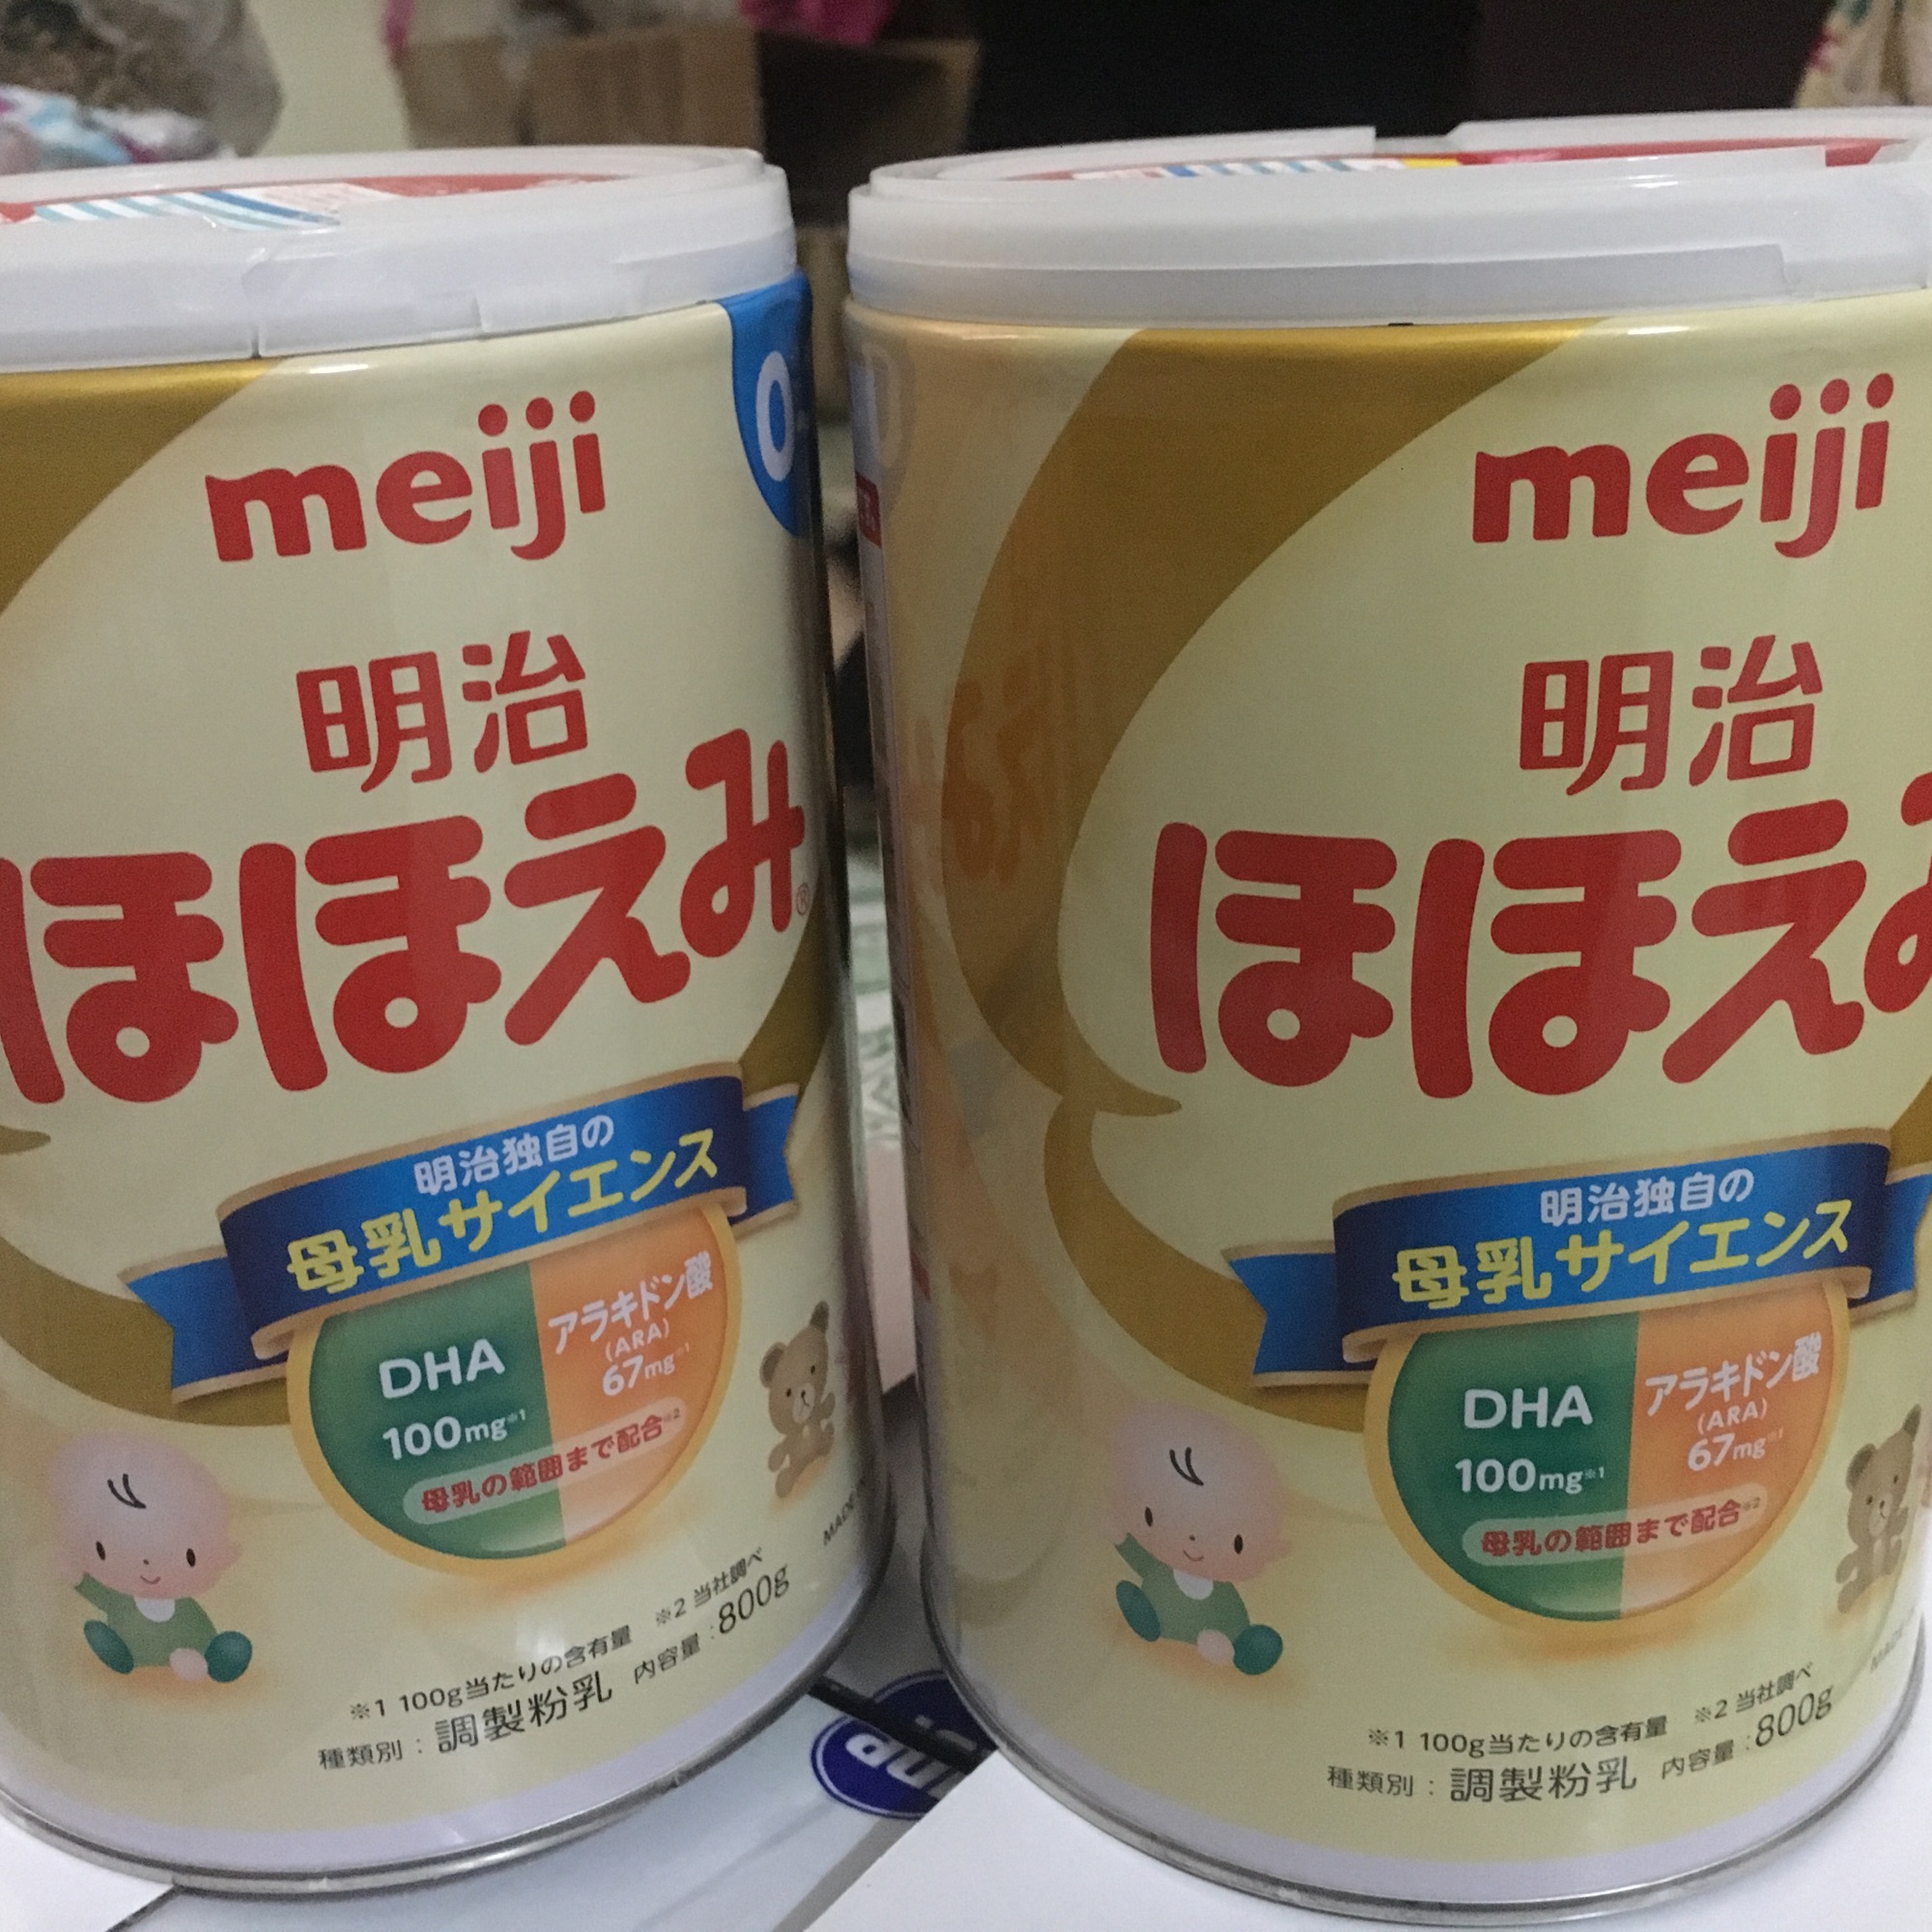 meiji
0
明治
ほほえみ®
明治独自の
母乳サイエンス
DHA
100mg※1
アラキドン酸
(ARA)
67mg※1
母乳の範囲まで配合※2
MADE
※1 100g当たりの含有量 ※2 当社調べ
種類別：調製粉乳 内容量：800g
meiji
明治
ほほえみ
明治独自の
母乳サイエンス
DHA
100mg※1
アラキドン酸
(ARA)
67mg※1
母乳の範囲まで配合※2
※1 100g当たりの含有量 ※2 当社調べ
種類別：調製粉乳 内容量：800g